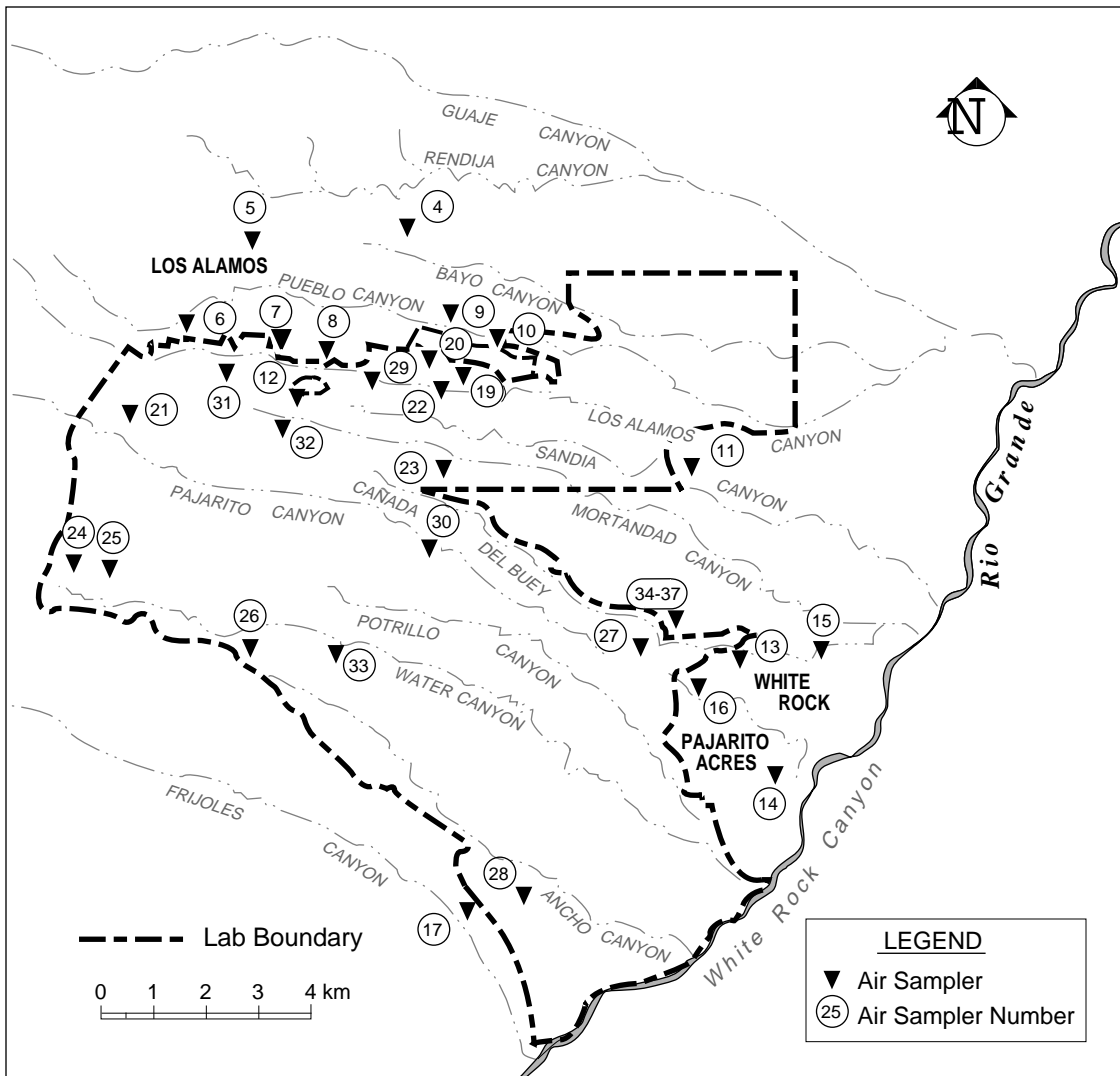 GUAJE CANYON
N
RENDIJA CANYON
5
4
LOS ALAMOS
BAYO CANYON
PUEBLO CANYON
6
7
8
9
10
20
12
29
31
22
19
21
LOS ALAMOS CANYON
32
11
SANDIA CANYON
23
CAÑADA DEL BUEY
PAJARITO CANYON
MORTANDAD CANYON
30
24
25
Rio Grande
34-37
26
POTRILLO CANYON
27
13
15
33
WATER CANYON
WHITE
ROCK
16
PAJARITO
ACRES
14
FRIJOLES CANYON
White Rock Canyon
28
ANCHO CANYON
17
Lab Boundary
0 1 2 3 4 km
LEGEND
Air Sampler
25 Air Sampler Number